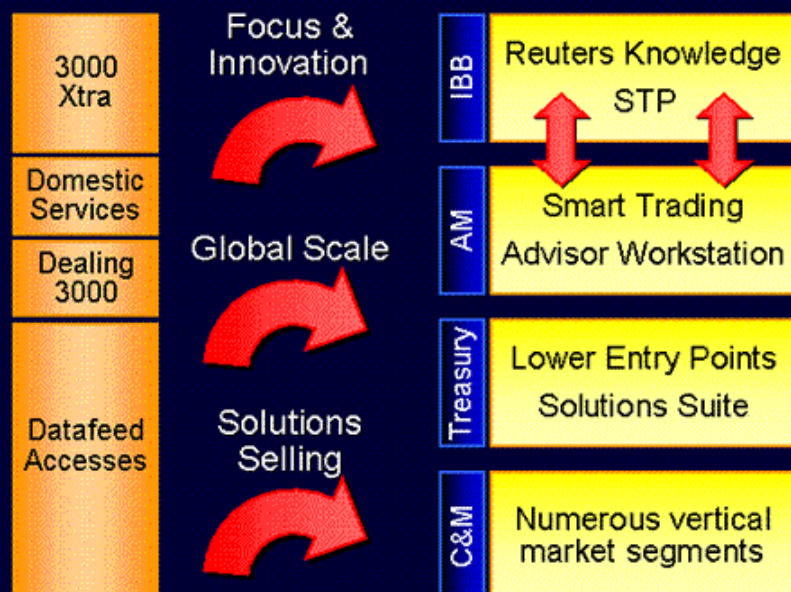 3000
Xtra
Domestic
Services
Dealing
3000
Datafeed
Accesses
Focus &
Innovation
Global Scale
Solutions
Selling
IBB
Reuters Knowledge
STP
AM
Smart Trading
Advisor Workstation
Treasury
Lower Entry Points
Solutions Suite
C&M
Numerous vertical
market segments